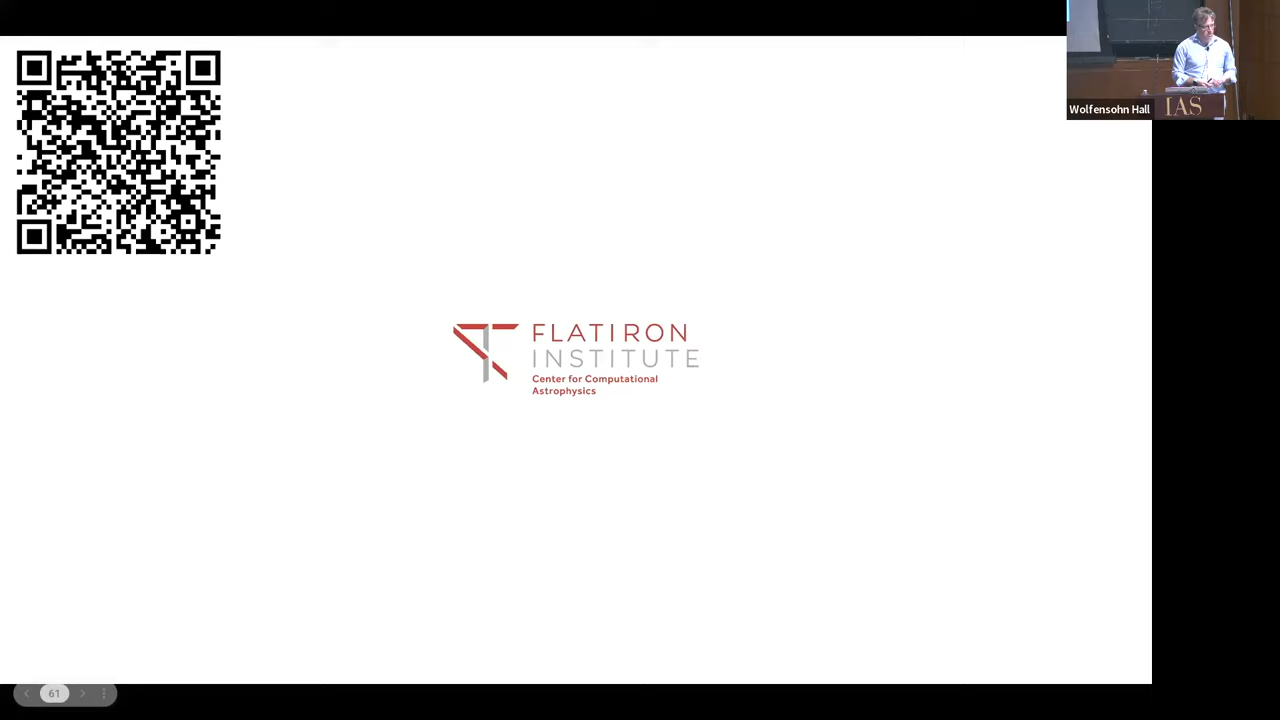 Wolfensohn Hall
IAS
FLATIRON
INSTITUTE
Center for Computational
Astrophysics
61